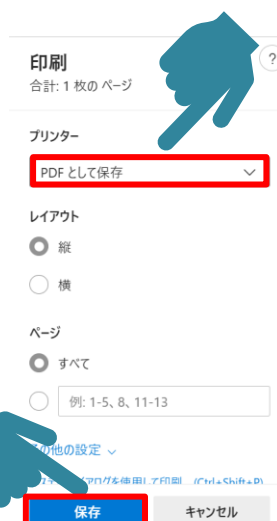 印刷
?
合計: 1 枚の ページ
プリンター
PDF として保存
レイアウト
縦
横
ページ
すべて
例: 1-5、8、11-13
の他の設定
ダイアログを使用して印刷... (Ctrl+Shift+P)
保存
キャンセル